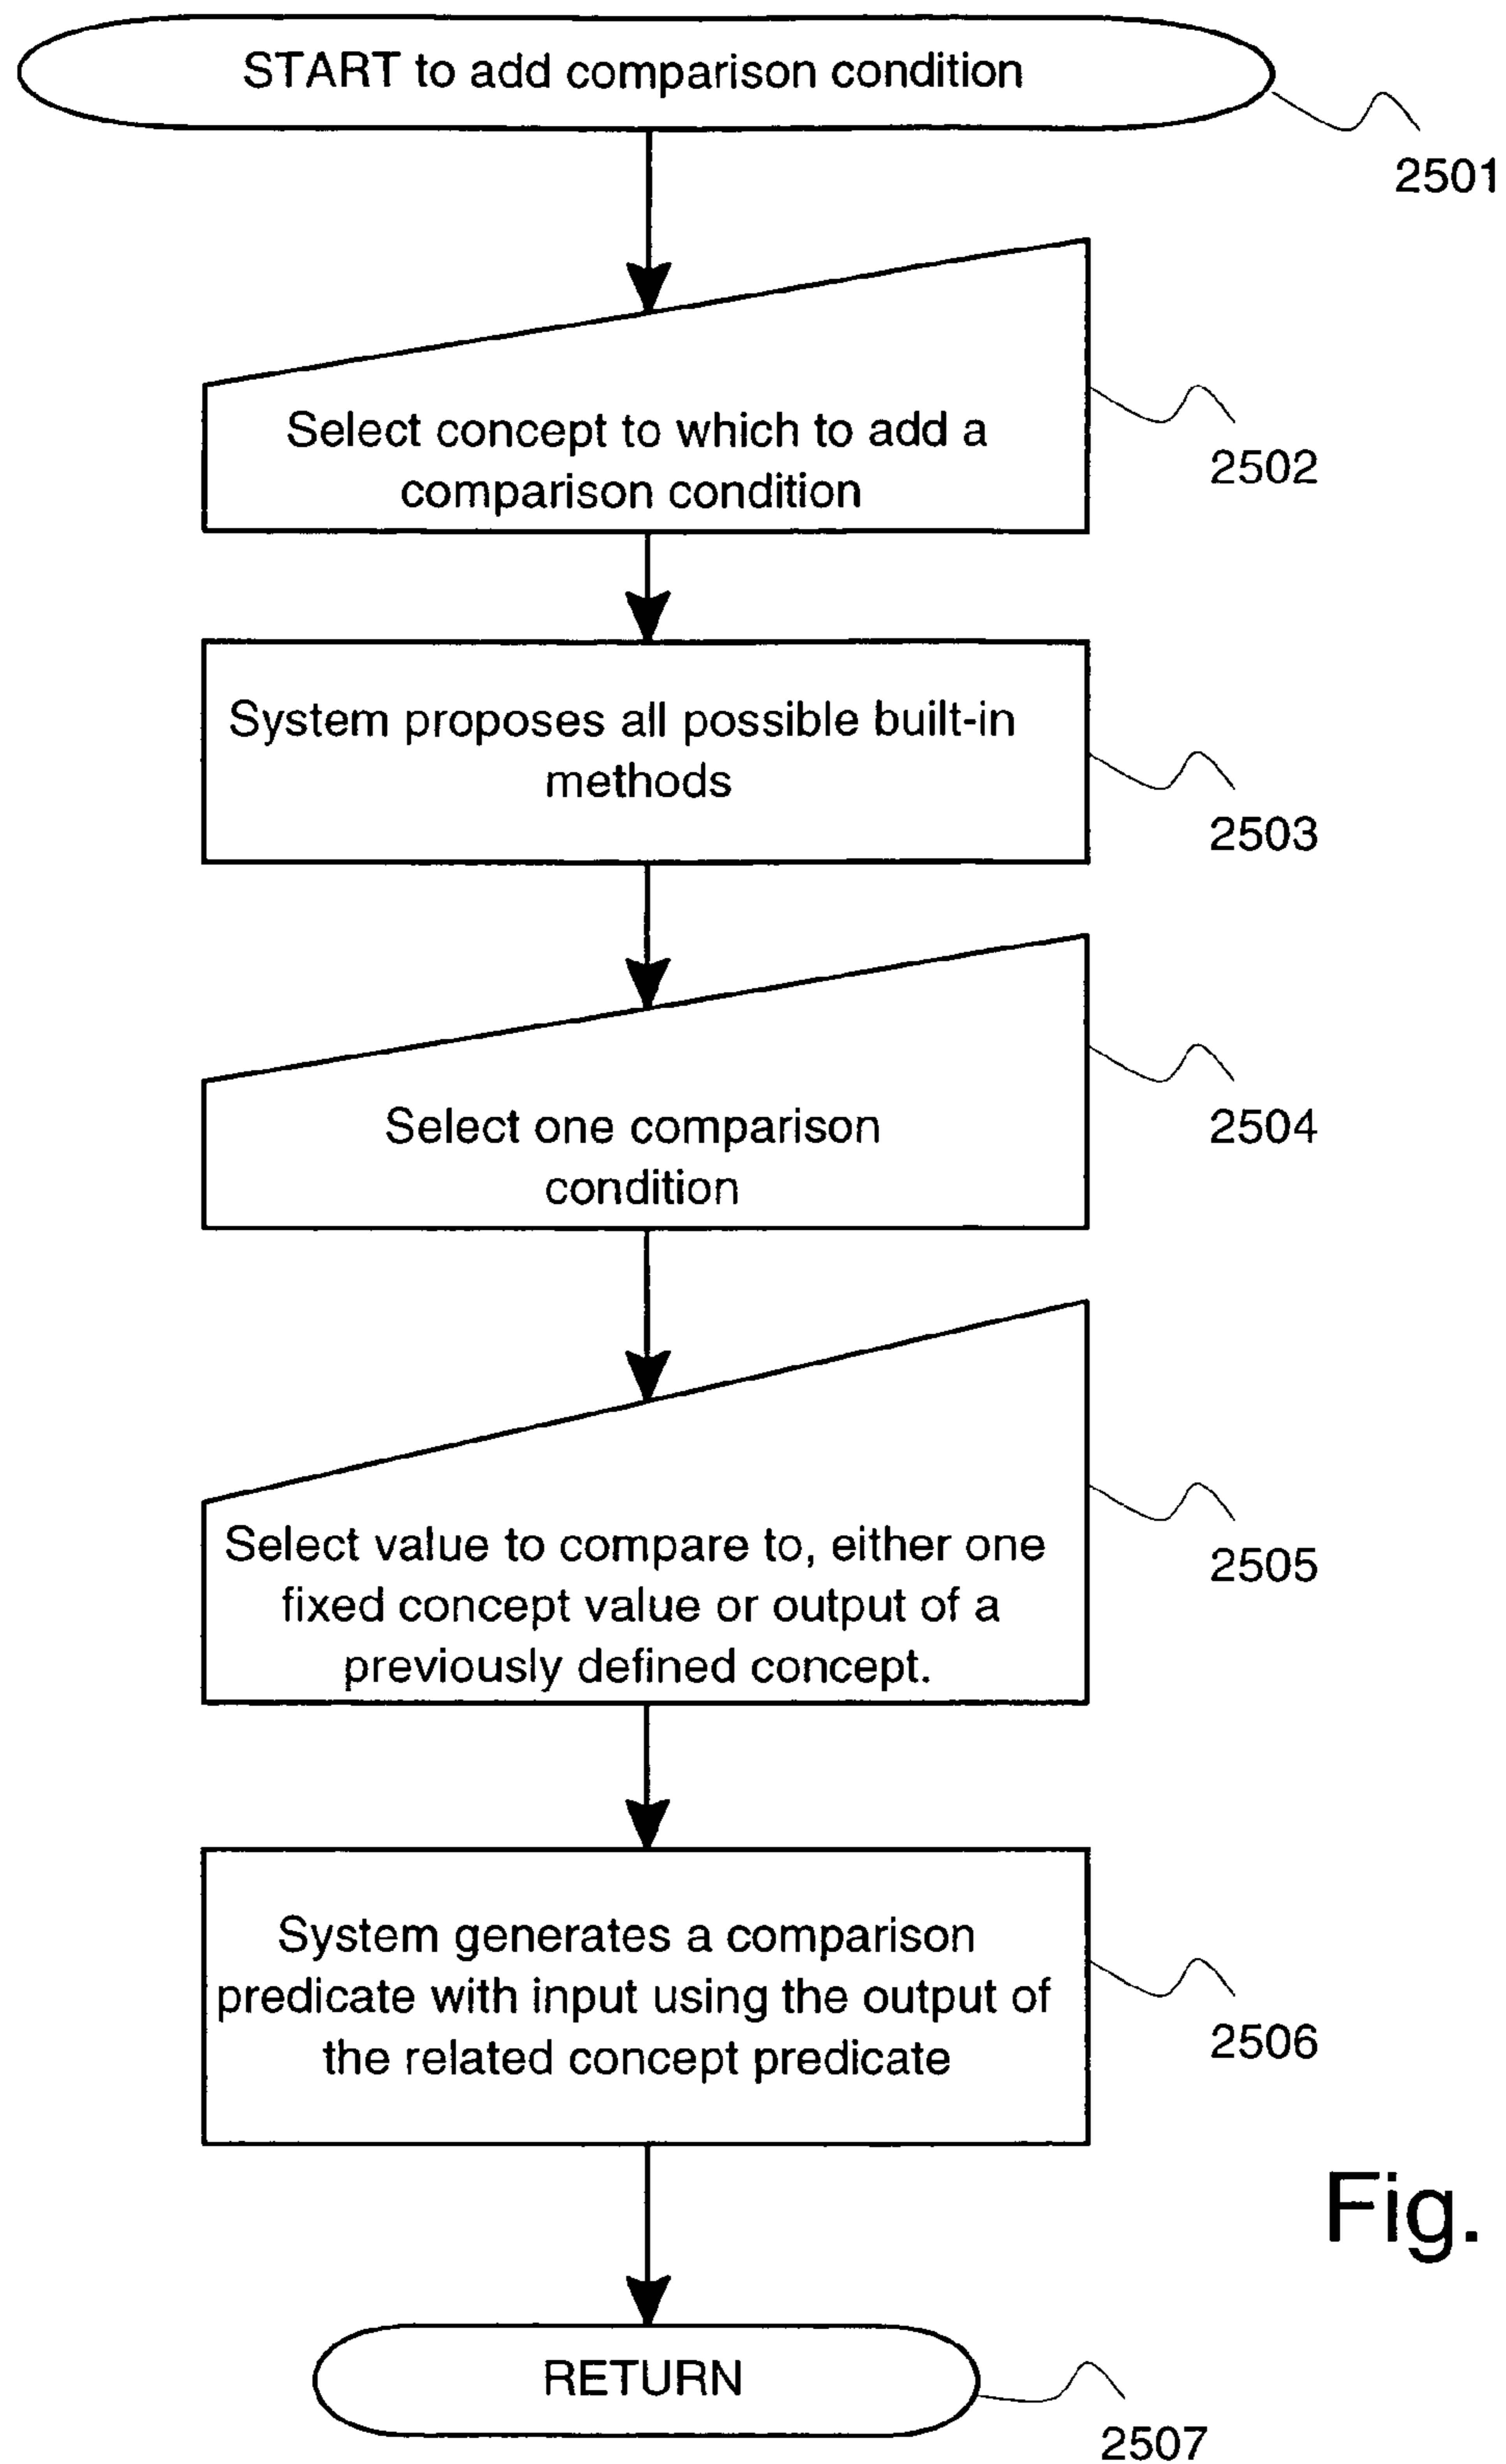 START to add comparison condition
2501
Select concept to which to add a
comparison condition
2502
System proposes all possible built-in
methods
2503
Select one comparison
condition
2504
Select value to compare to, either one
fixed concept value or output of a
previously defined concept.
2505
System generates a comparison
predicate with input using the output of
the related concept predicate
2506
Fig.
RETURN
2507